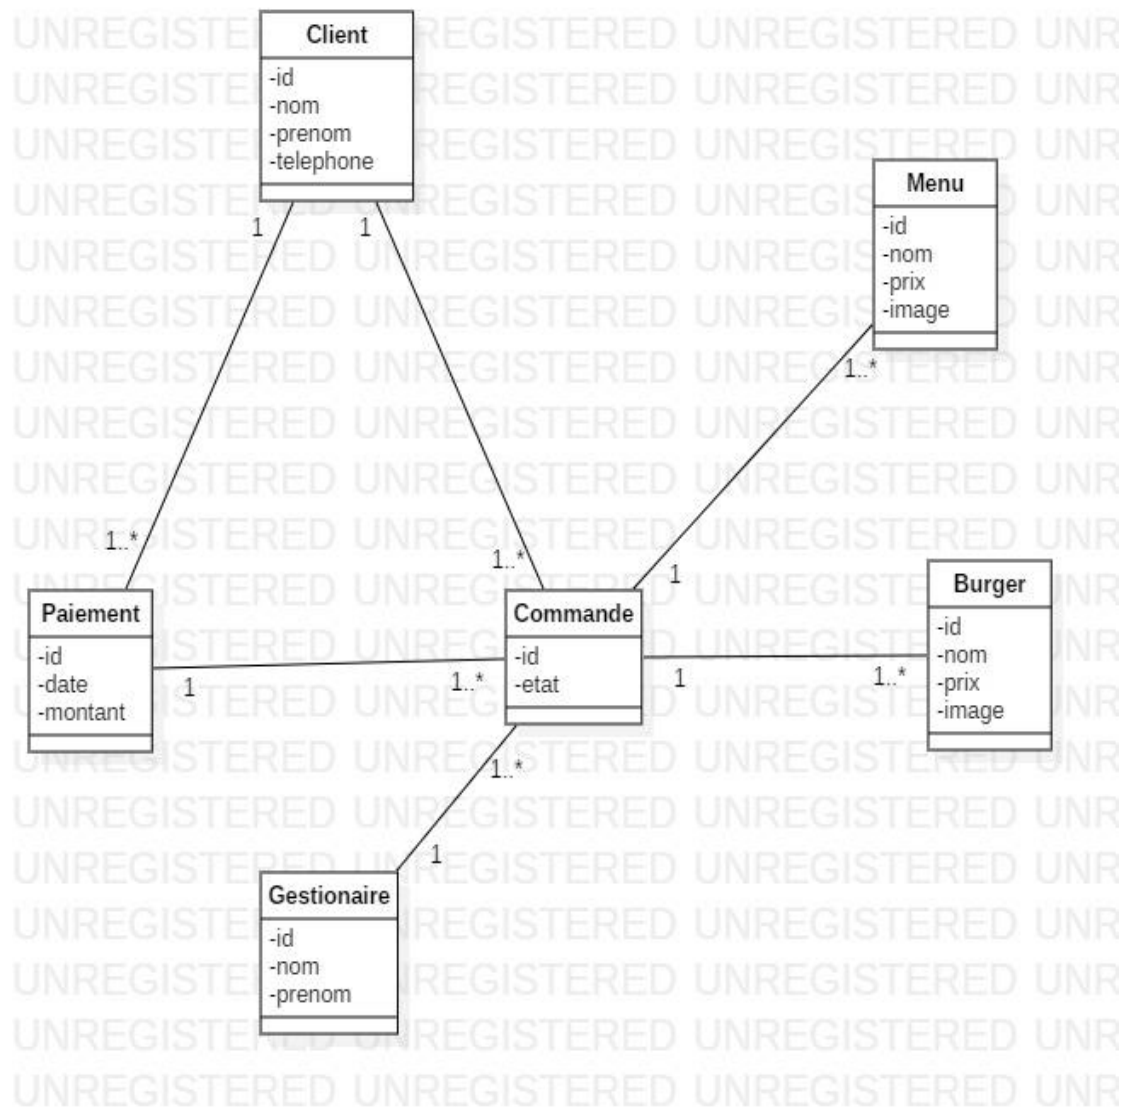 Client
-id
-nom
-prenom
-telephone
1
1
Menu
-id
-nom
-prix
-image
1..*
1..*
1..*
1
Paiement
-id
-date
-montant
1
1..*
Commande
-id
-etat
1
1..*
Burger
-id
-nom
-prix
-image
1..*
1
Gestionaire
-id
-nom
-prenom
UNREGISTERED